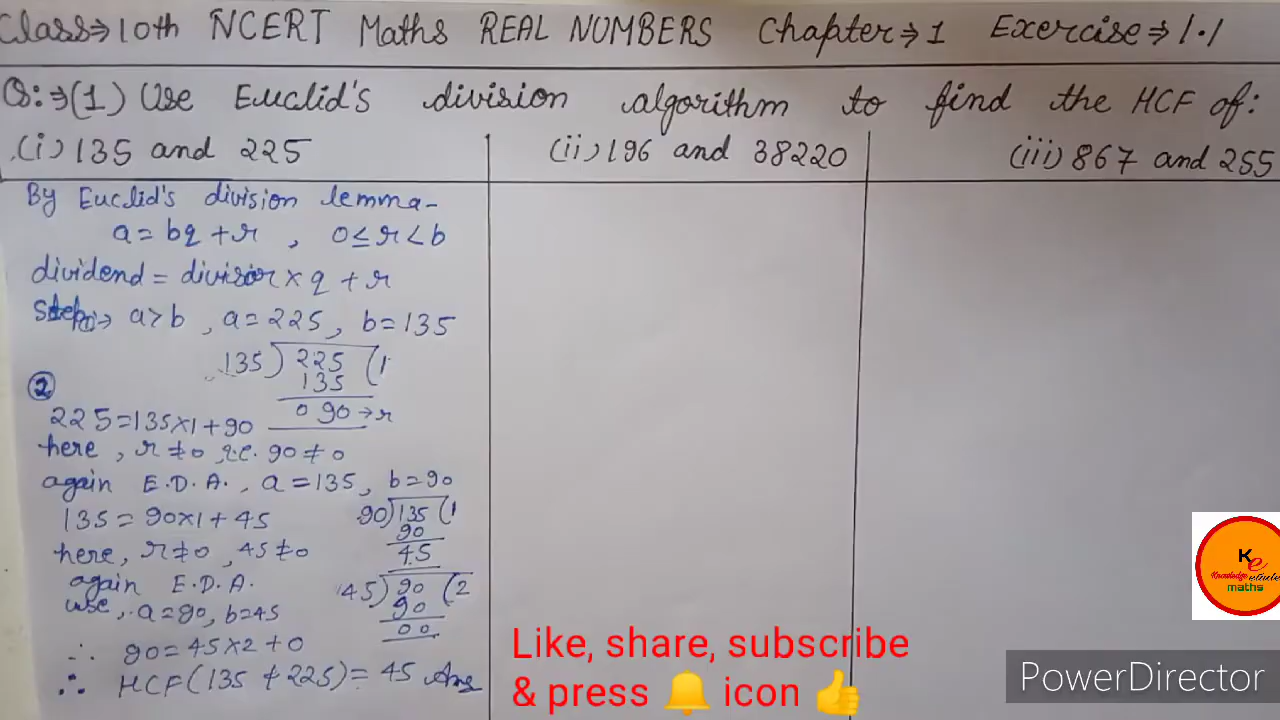 Class⇒10th NCERT Maths REAL NUMBERS Chapter⇒1 Exercise⇒1.1
Q:⇒(1) Use Euclid's division algorithm to find the HCF of:
(i) 135 and 225
(ii) 196 and 38220
(iii) 867 and 255
By Euclid's division lemma-
a = bq + r , 0≤r<b
dividend = divisor × q + r
Step(1)⇒ a>b , a=225, b=135
135) 225 (1
135
0 90→r
②
225=135×1+90
here, r≠0 i.e. 90≠0
again E.D.A., a=135, b=90
135 = 90×1 + 45
90) 135 (1
90
45
here, r≠0, 45≠0
again E.D.A.
use, a=90, b=45
45) 90 (2
90
00
∴ 90=45×2+0
∴ HCF(135 + 225) = 45 Ans
Ke
Knowledge
maths
Like, share, subscribe
& press 🔔 icon 👍
PowerDirector